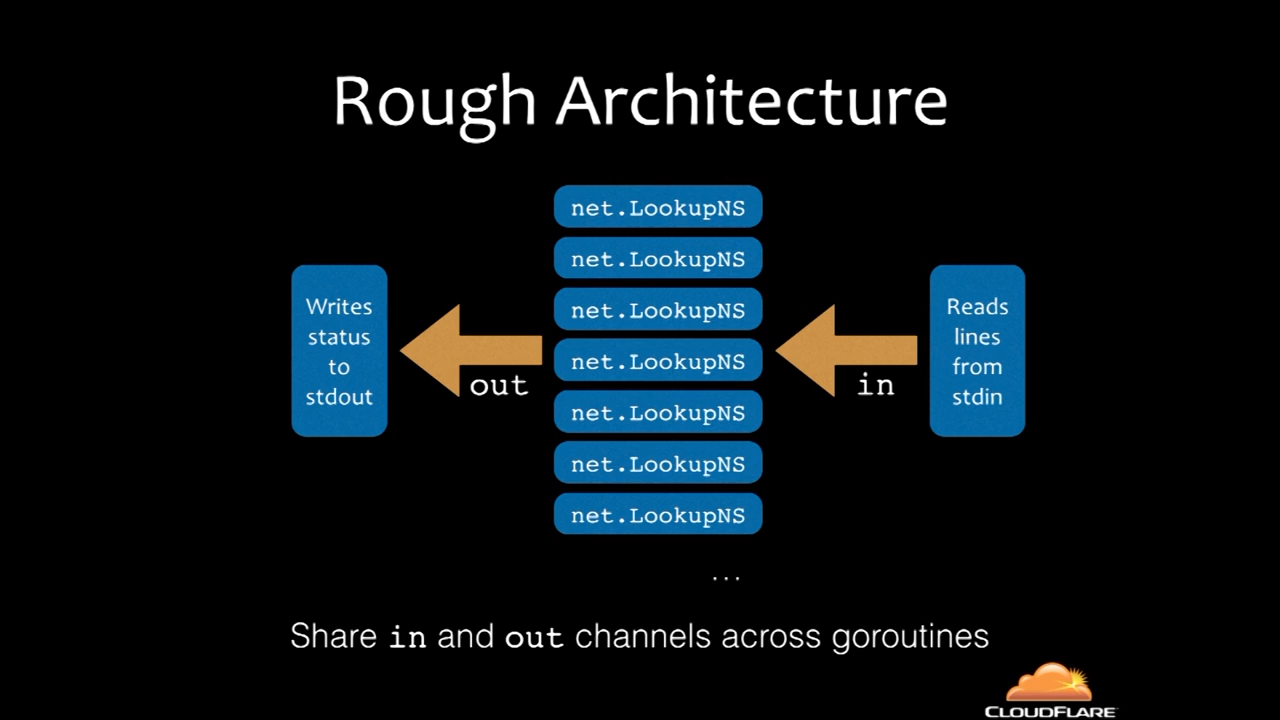 Rough Architecture
net.LookupNS
net.LookupNS
net.LookupNS
net.LookupNS
net.LookupNS
net.LookupNS
net.LookupNS
Writes
status
to
stdout
out
in
Reads
lines
from
stdin
...
Share in and out channels across goroutines
CLOUDFLARE